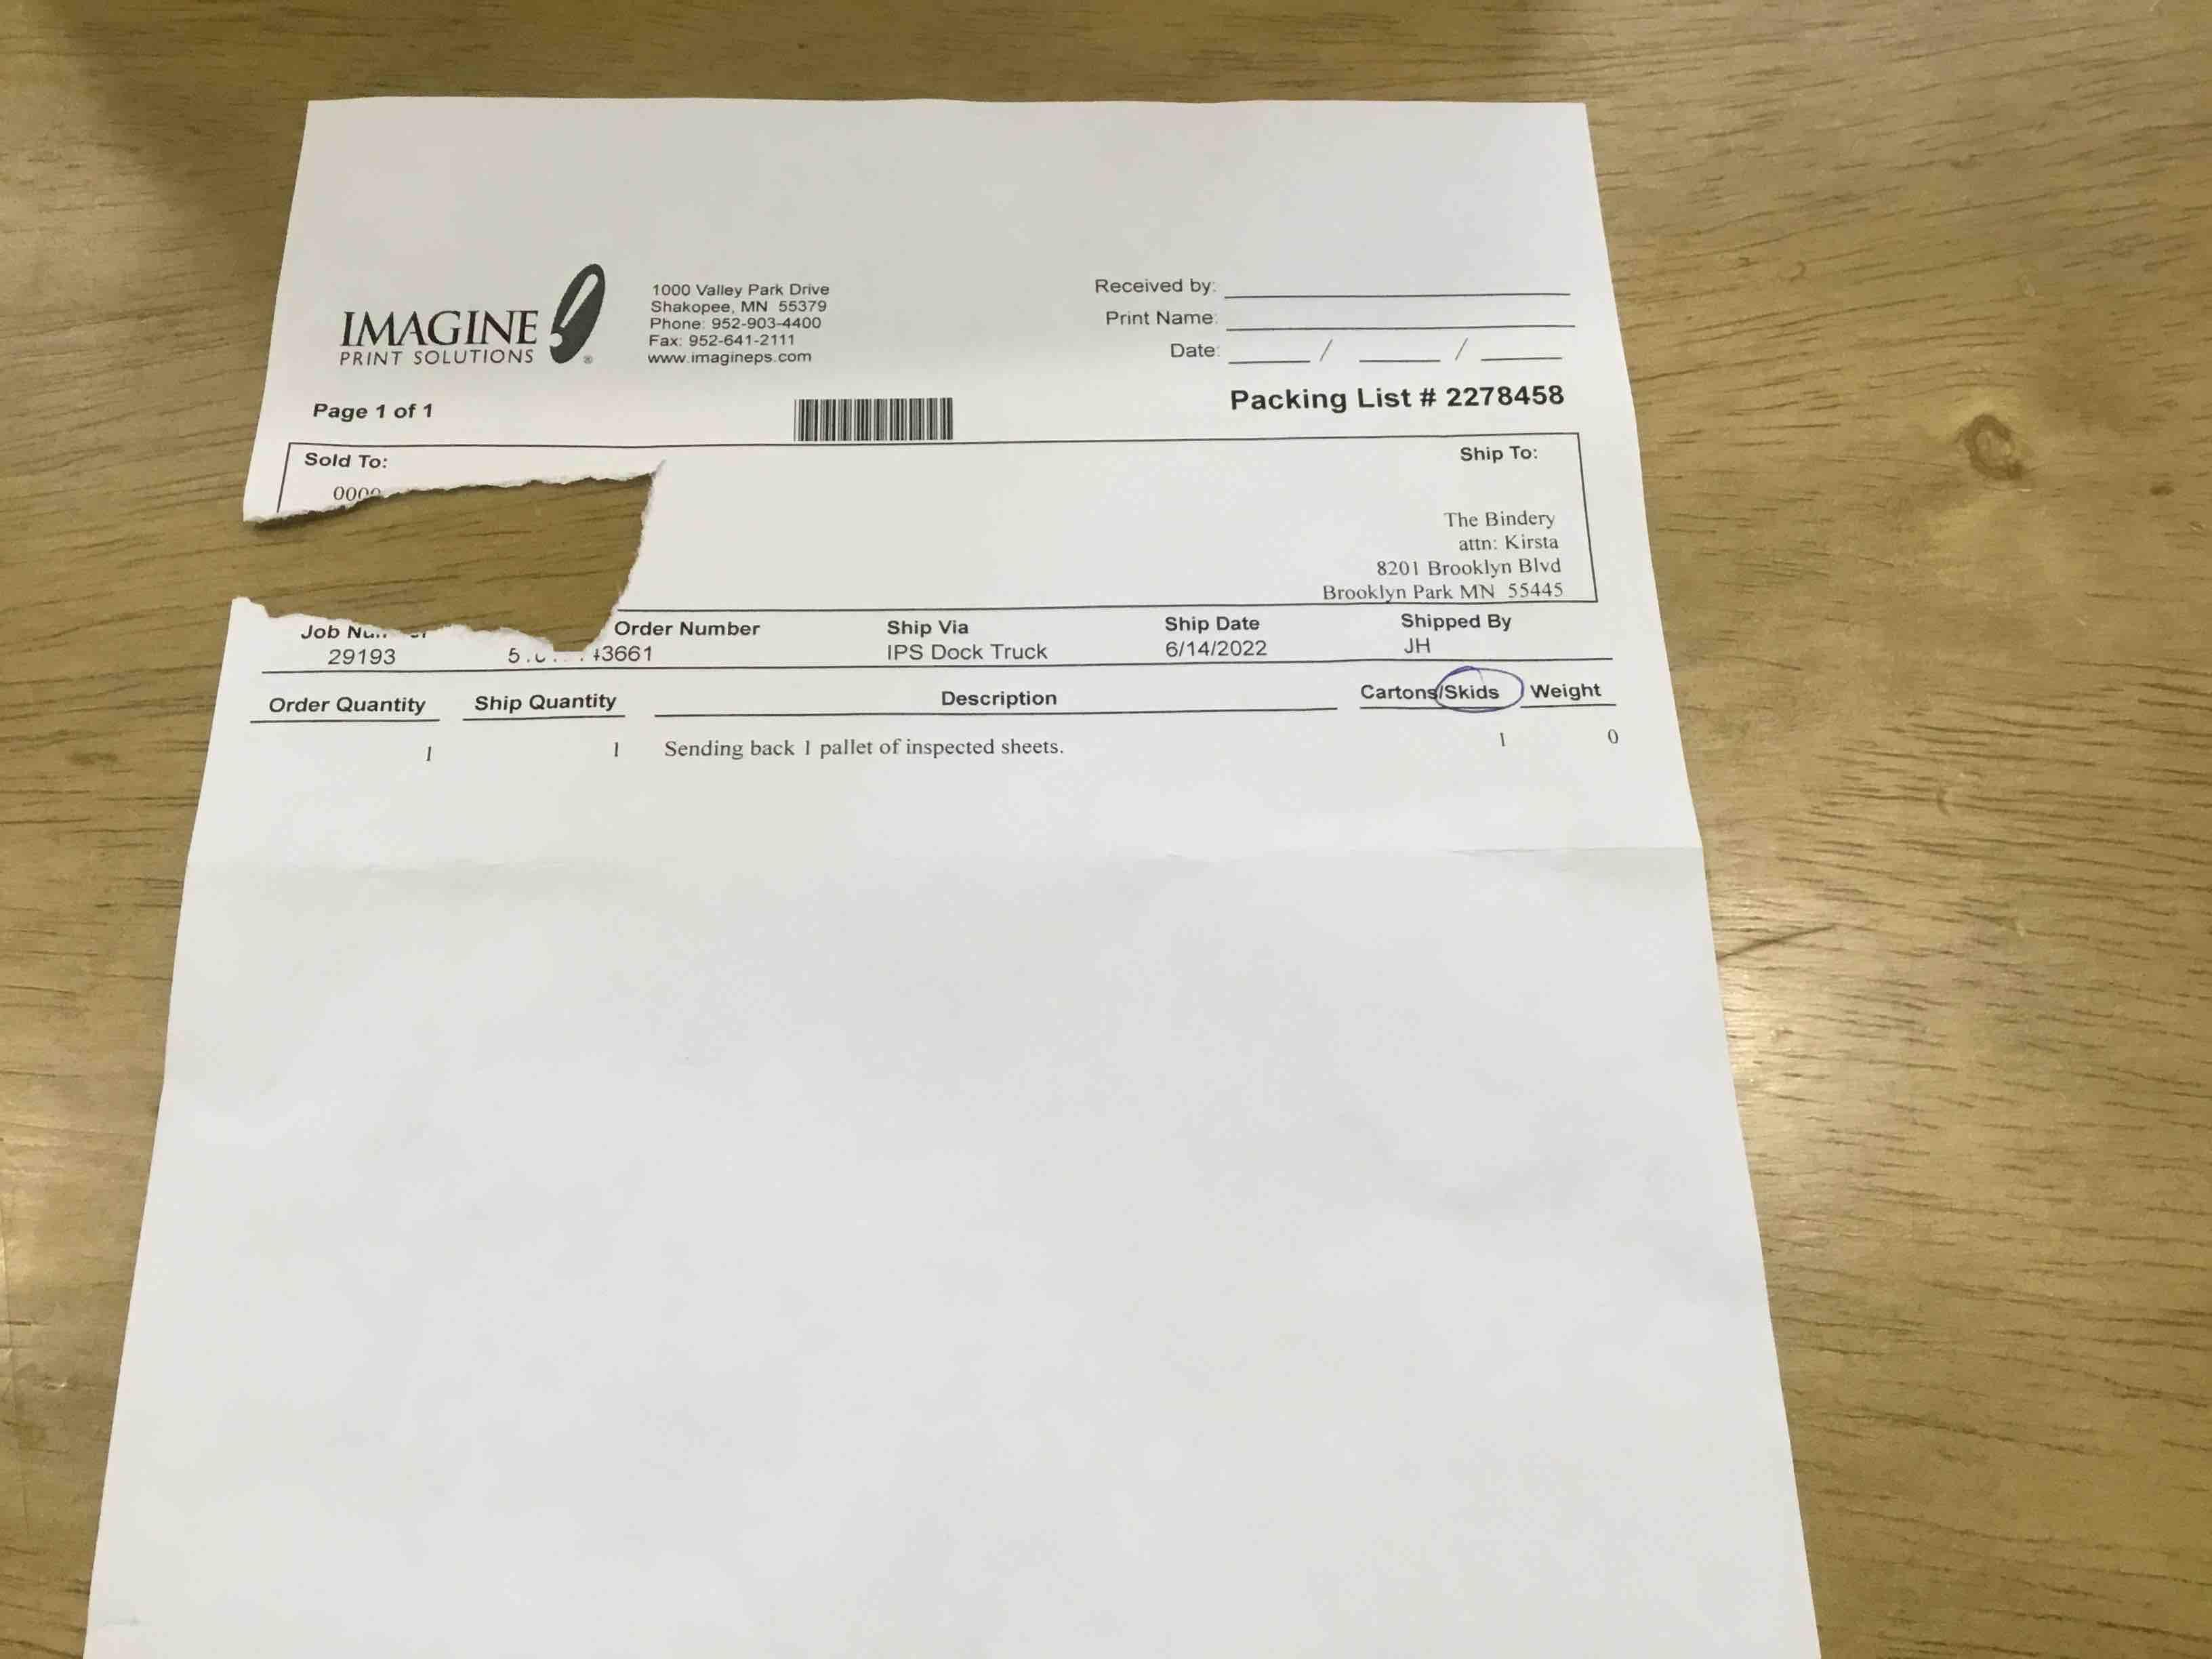 IMAGINE
PRINT SOLUTIONS
®
1000 Valley Park Drive
Shakopee, MN 55379
Phone: 952-903-4400
Fax: 952-641-2111
www.imagineps.com
Received by:
Print Name:
Date: / /
Page 1 of 1
Packing List # 2278458
Sold To:
Ship To:
The Bindery
attn: Kirsta
8201 Brooklyn Blvd
Brooklyn Park MN 55445
Job Order Number Ship Via Ship Date Shipped By
29193 IPS Dock Truck 6/14/2022 JH
Order Quantity Ship Quantity Description Cartons/Skids Weight
1 1 Sending back 1 pallet of inspected sheets. 1 0